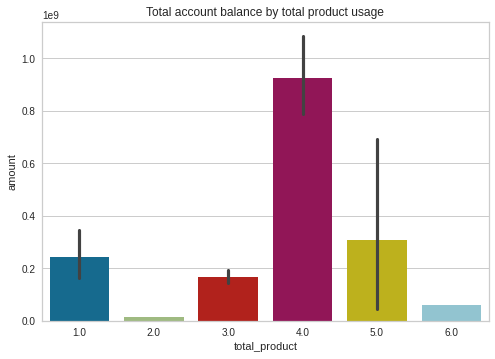 Total account balance by total product usage
1e9
1.0
0.8
0.6
0.4
0.2
0.0
amount
1.0 2.0 3.0 4.0 5.0 6.0
total_product